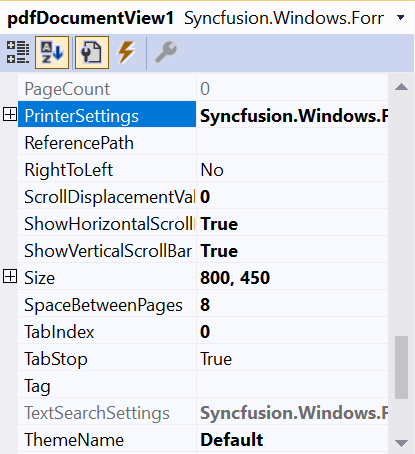 pdfDocumentView1 Syncfusion.Windows.Forr
PageCount 0
PrinterSettings Syncfusion.Windows.F
ReferencePath
RightToLeft No
ScrollDisplacementVal 0
ShowHorizontalScroll True
ShowVerticalScrollBar True
Size 800, 450
SpaceBetweenPages 8
TabIndex 0
TabStop True
Tag
TextSearchSettings Syncfusion.Windows.F
ThemeName Default